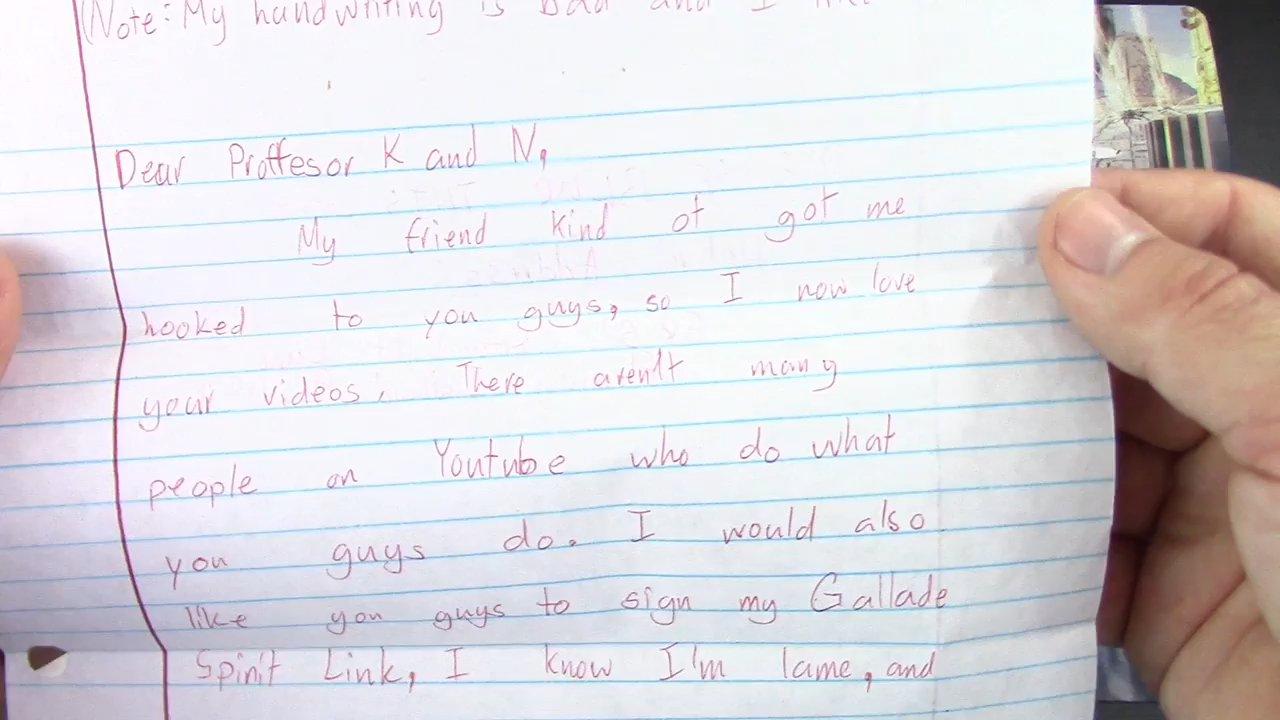 (Note: My handwriting is bad and I
Dear Proffesor K and N,
My friend kind of got me
hooked to you guys, so I now love
your videos. There aren't many
people on Youtube who do what
you guys do. I would also
like you guys to sign my Gallade
Spirit Link, I know I'm lame, and